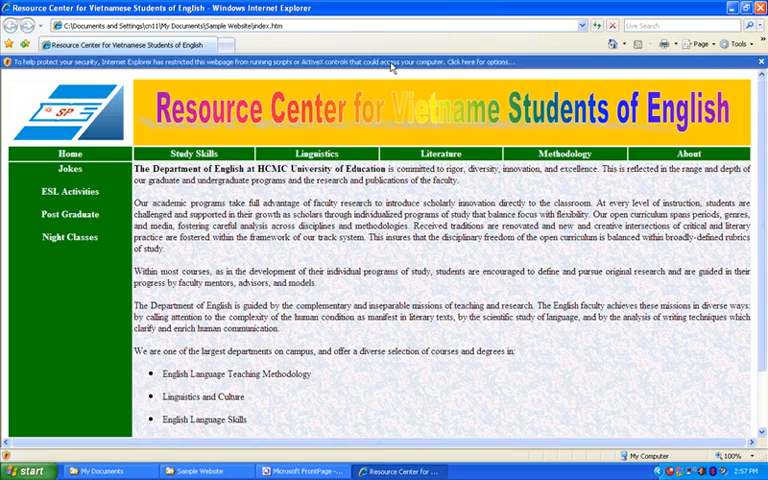 Resource Center for Vietnamese Students of English - Windows Internet Explorer
C:\Documents and Settings\cn11\My Documents\Sample Website\index.htm
Live Search
Resource Center for Vietnamese Students of English
Page
Tools
To help protect your security, Internet Explorer has restricted this webpage from running scripts or ActiveX controls that could access your computer. Click here for options...
SP
Resource Center for Vietname Students of English
Home
Study Skills
Linguistics
Literature
Methodology
About
Jokes
ESL Activities
Post Graduate
Night Classes
The Department of English at HCMC University of Education is committed to rigor, diversity, innovation, and excellence. This is reflected in the range and depth of
our graduate and undergraduate programs and the research and publications of the faculty.
Our academic programs take full advantage of faculty research to introduce scholarly innovation directly to the classroom. At every level of instruction, students are
challenged and supported in their growth as scholars through individualized programs of study that balance focus with flexibility. Our open curriculum spans periods, genres,
and media, fostering careful analysis across disciplines and methodologies. Received traditions are renovated and new and creative intersections of critical and literary
practice are fostered within the framework of our track system. This insures that the disciplinary freedom of the open curriculum is balanced within broadly-defined rubrics
of study.
Within most courses, as in the development of their individual programs of study, students are encouraged to define and pursue original research and are guided in their
progress by faculty mentors, advisors, and models.
The Department of English is guided by the complementary and inseparable missions of teaching and research. The English faculty achieves these missions in diverse ways:
by calling attention to the complexity of the human condition as manifest in literary texts, by the scientific study of language, and by the analysis of writing techniques which
clarify and enrich human communication.
We are one of the largest departments on campus, and offer a diverse selection of courses and degrees in:
English Language Teaching Methodology
Linguistics and Culture
English Language Skills
My Computer
100%
start
My Documents
Sample Website
Microsoft FrontPage -...
Resource Center for ...
2:57 PM